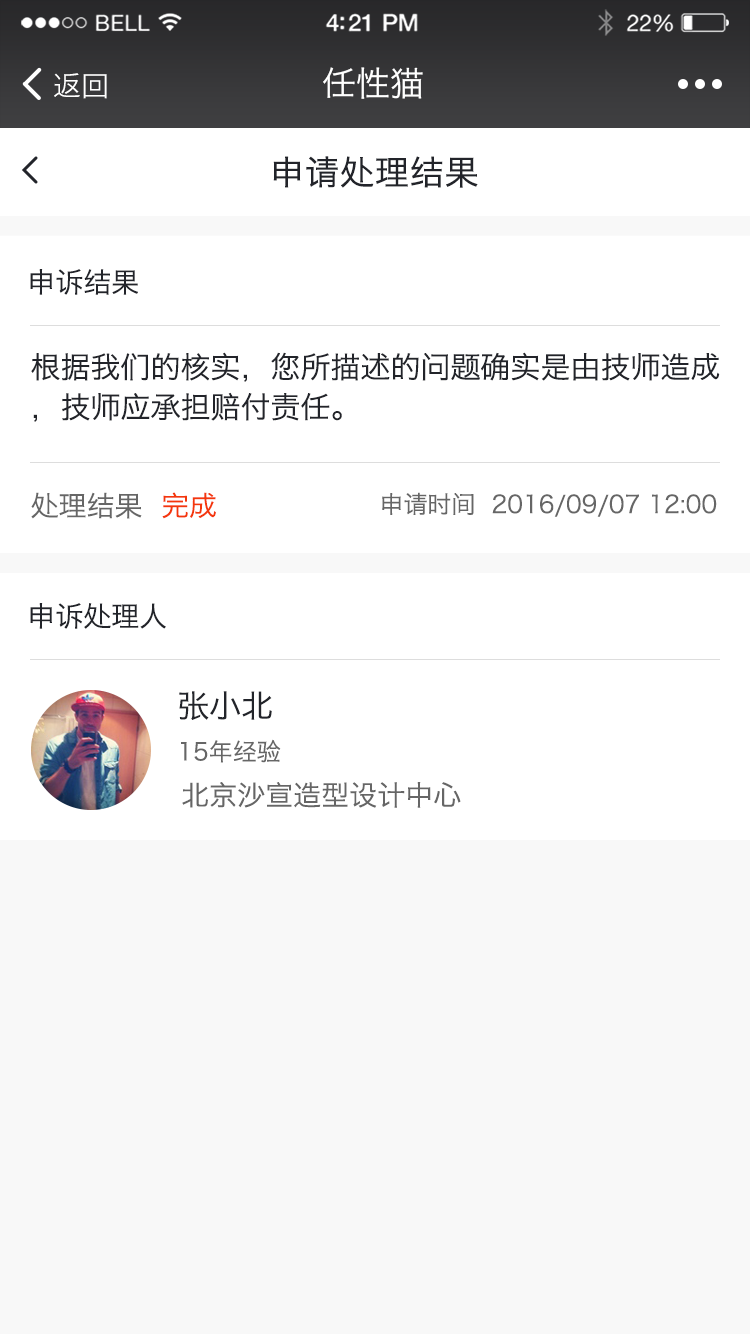 BELL 4:21 PM 22%
返回 任性猫
申请处理结果
申诉结果
根据我们的核实，您所描述的问题确实是由技师造成
，技师应承担赔付责任。
处理结果 完成 申请时间 2016/09/07 12:00
申诉处理人
张小北
15年经验
北京沙宣造型设计中心